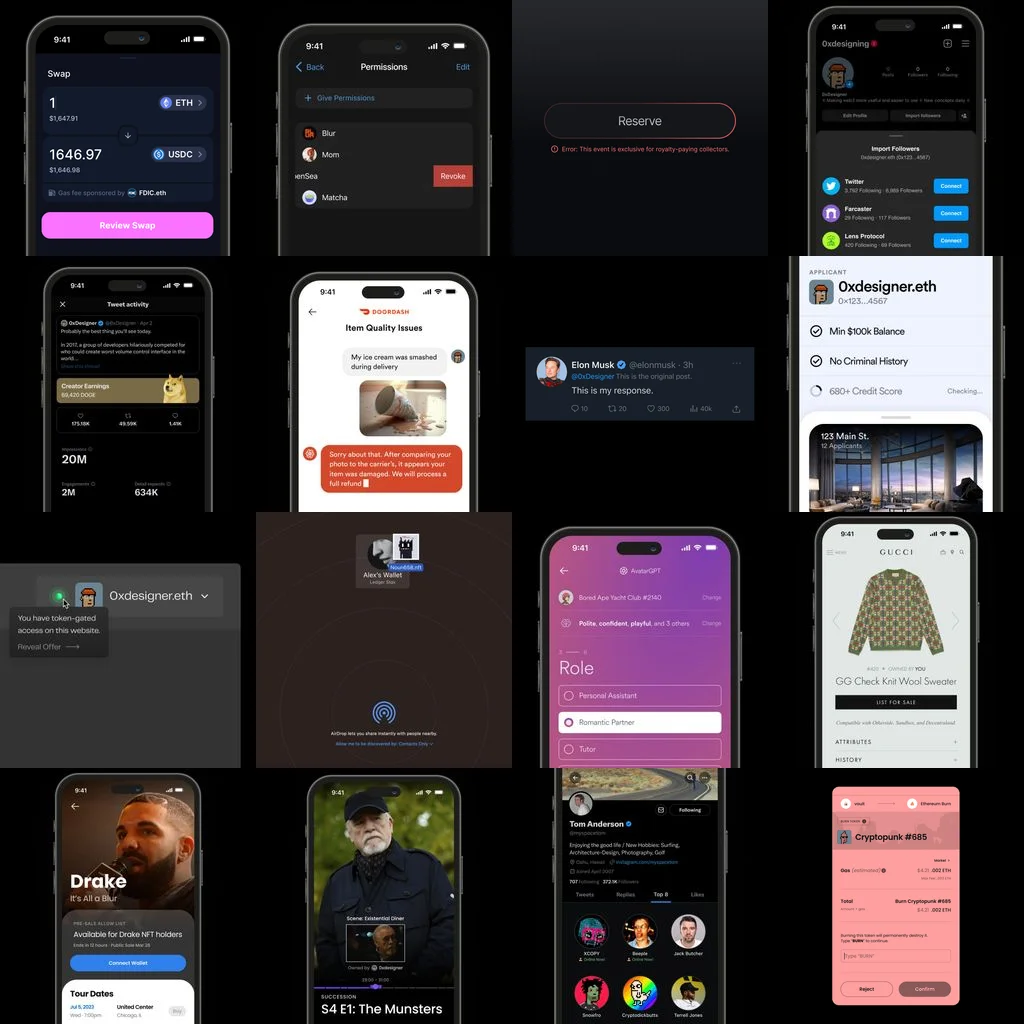 9:41
Swap
1
ETH
$1,647.91
1646.97
USDC
$1,646.98
Gas fee sponsored by FDIC.eth
Review Swap
9:41
Back
Permissions
Edit
+ Give Permissions
Blur
Mom
enSea
Revoke
Matcha
Reserve
Error: This event is exclusive for royalty-paying collectors.
9:41
0xdesigning
Posts
Followers
Following
0xDesigner
Edit Profile
Import followers
Import Followers
0xdesigner.eth (0x123...4567)
Twitter
3,792 Following · 6,989 Followers
Connect
Farcaster
29 Following · 117 Followers
Connect
Lens Protocol
420 Following · 69 Followers
Connect
9:41
Tweet activity
0xDesigner @0xDesigner · Apr 2
Probably the best thing you'll see today.
In 2017, a group of developers hilariously competed for
who could create worst volume control interface in the
world...
Creator Earnings
69,420 DOGE
175.18K
49.59K
1.41K
Impressions
20M
Engagements
2M
Detail expands
634K
9:41
DOORDASH
Item Quality Issues
My ice cream was smashed
during delivery
Sorry about that. After comparing your
photo to the carrier's, it appears your
item was damaged. We will process a
full refund
Elon Musk @elonmusk · 3h
@0xDesigner This is the original post.
This is my response.
10
20
300
40k
APPLICANT
0xdesigner.eth
0x123...4567
Min $100k Balance
No Criminal History
680+ Credit Score
Checking...
123 Main St.
12 Applicants
0xdesigner.eth
You have token-gated
access on this website.
Reveal Offer
Noun658.nft
Alex's Wallet
Ledger Stax
AirDrop lets you share instantly with people nearby.
Allow me to be discovered by: Contacts Only
9:41
AvatarGPT
Bored Ape Yacht Club #2140
Change
Polite, confident, playful, and 3 others
Change
Role
Personal Assistant
Romantic Partner
Tutor
9:41
MENU
GUCCI
#420 • OWNED BY YOU
GG Check Knit Wool Sweater
LIST FOR SALE
Compatible with Otherside, Sandbox, and Decentraland.
ATTRIBUTES +
HISTORY +
9:41
Drake
It's All a Blur
PRE-SALE ALLOW LIST
Available for Drake NFT holders
Ends in 12 hours · Public Sale Mar 28
Connect Wallet
Tour Dates
Jul 5, 2023
Wed · 7:00pm
United Center
Chicago, IL
Buy
9:41
Scene: Existential Diner
Owned by 0xdesigner
SUCCESSION
S4 E1: The Munsters
Following
Tom Anderson
@myspacetom
Enjoying the good life / New Hobbies: Surfing,
Architecture-Design, Photography, Golf
Oahu, Hawaii
instagram.com/myspacetom
Joined April 2007
707 Following
372.1K Followers
Tweets
Replies
Top 8
Likes
XCOPY
Online Now!
Beeple
Online Now!
Jack Butcher
Snowfro
Cryptodickbutts
Terrell Jones
vault
Ethereum Burn
Cryptopunk #685
Market >
Gas (estimated)
$4.21 .002 ETH
Total
Burn Cryptopunk #685
$4.21 .002 ETH
Burning this token will permanently destroy it.
Type "BURN" to continue.
Type "BURN"
Reject
Confirm